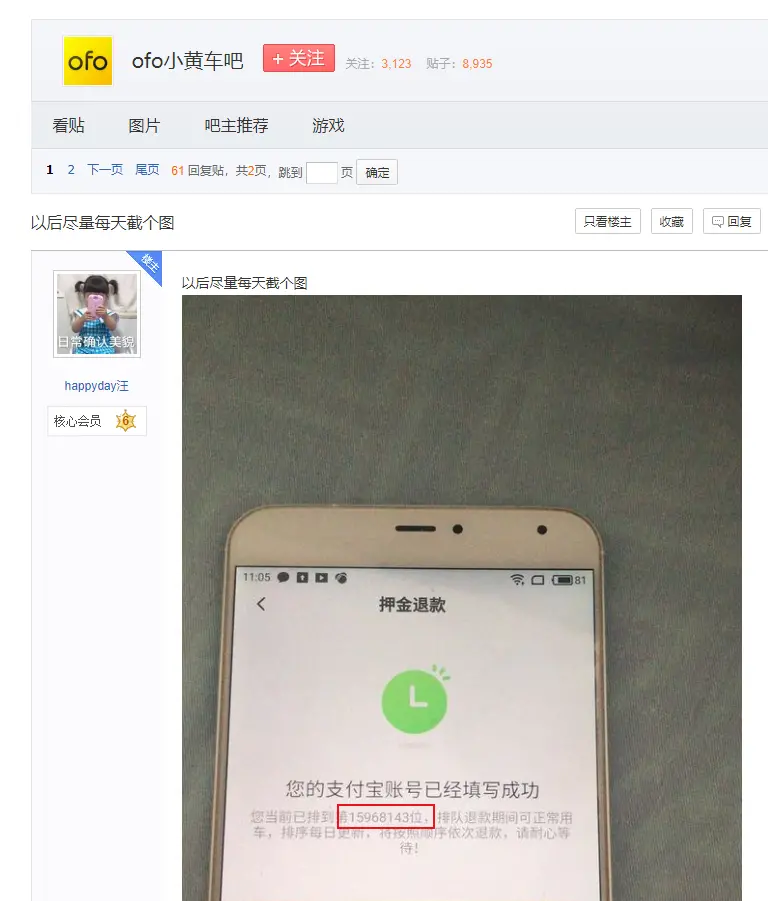 ofo
ofo小黄车吧
+ 关注
关注：3,123 贴子：8,935
看贴 图片 吧主推荐 游戏
1 2 下一页 尾页 61回复贴，共2页，跳到 页 确定
以后尽量每天截个图
只看楼主 收藏 回复
楼主
以后尽量每天截个图
日常确认美貌
happyday汪
核心会员 6
11:05 81
押金退款
您的支付宝账号已经填写成功
您当前已排到第15968143位，排队退款期间可正常用
车，排序每日更新，将按照顺序依次退款，请耐心等
待！